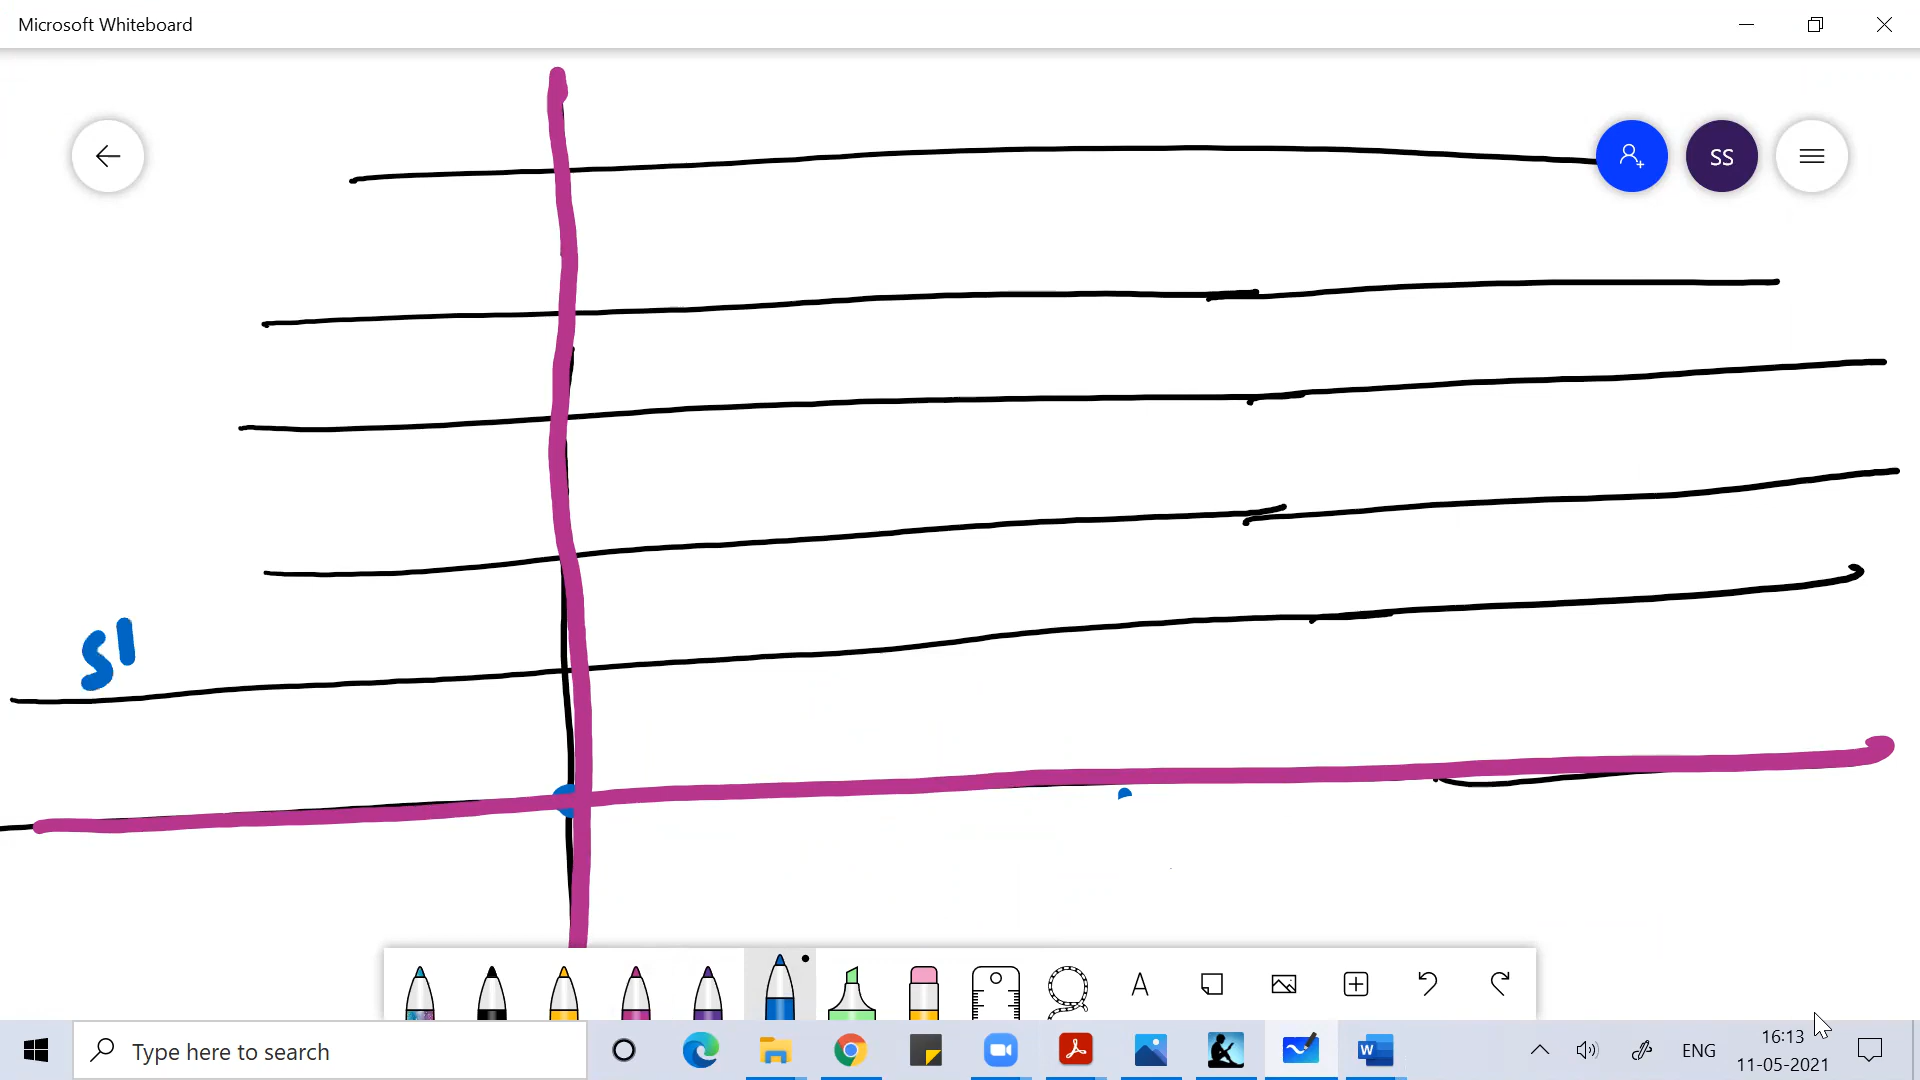 Microsoft Whiteboard
SS
S'
A
Type here to search
W
ENG
16:13
11-05-2021